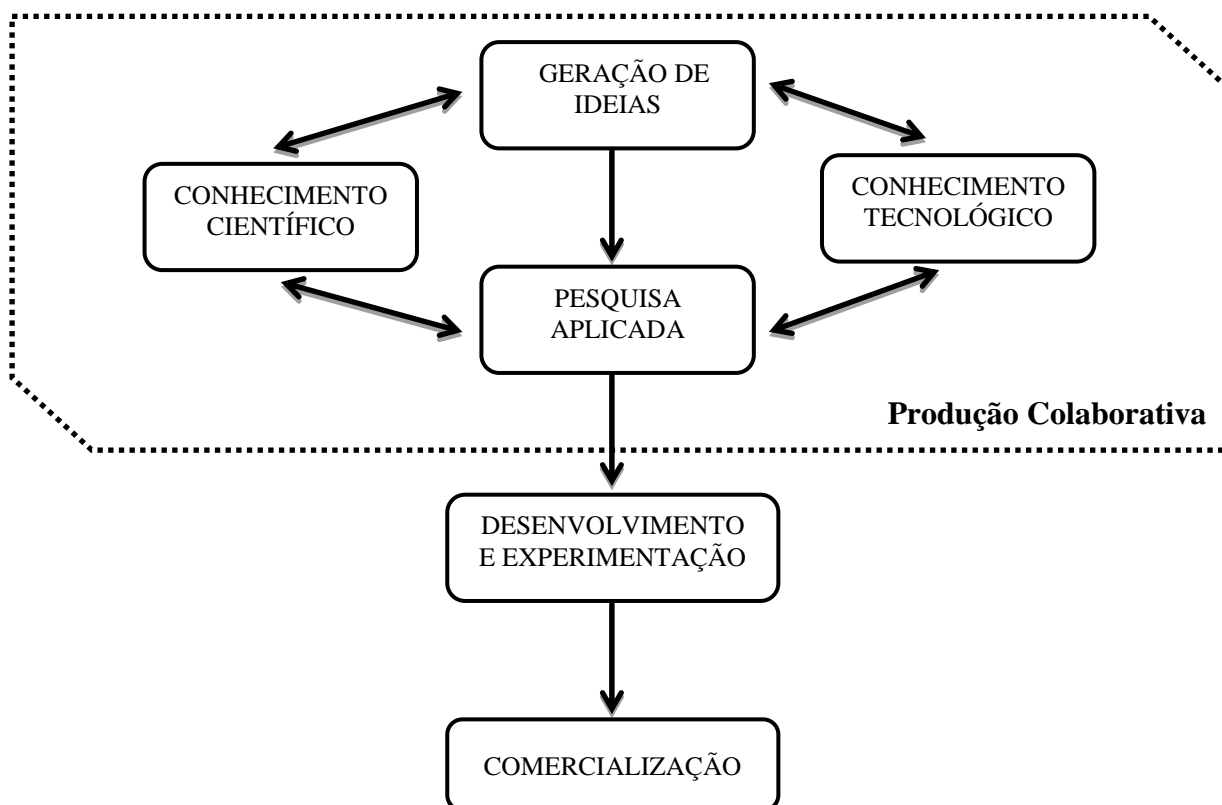 GERAÇÃO DE
IDEIAS
CONHECIMENTO
CIENTÍFICO
CONHECIMENTO
TECNOLÓGICO
PESQUISA
APLICADA
Produção Colaborativa
DESENVOLVIMENTO
E EXPERIMENTAÇÃO
COMERCIALIZAÇÃO